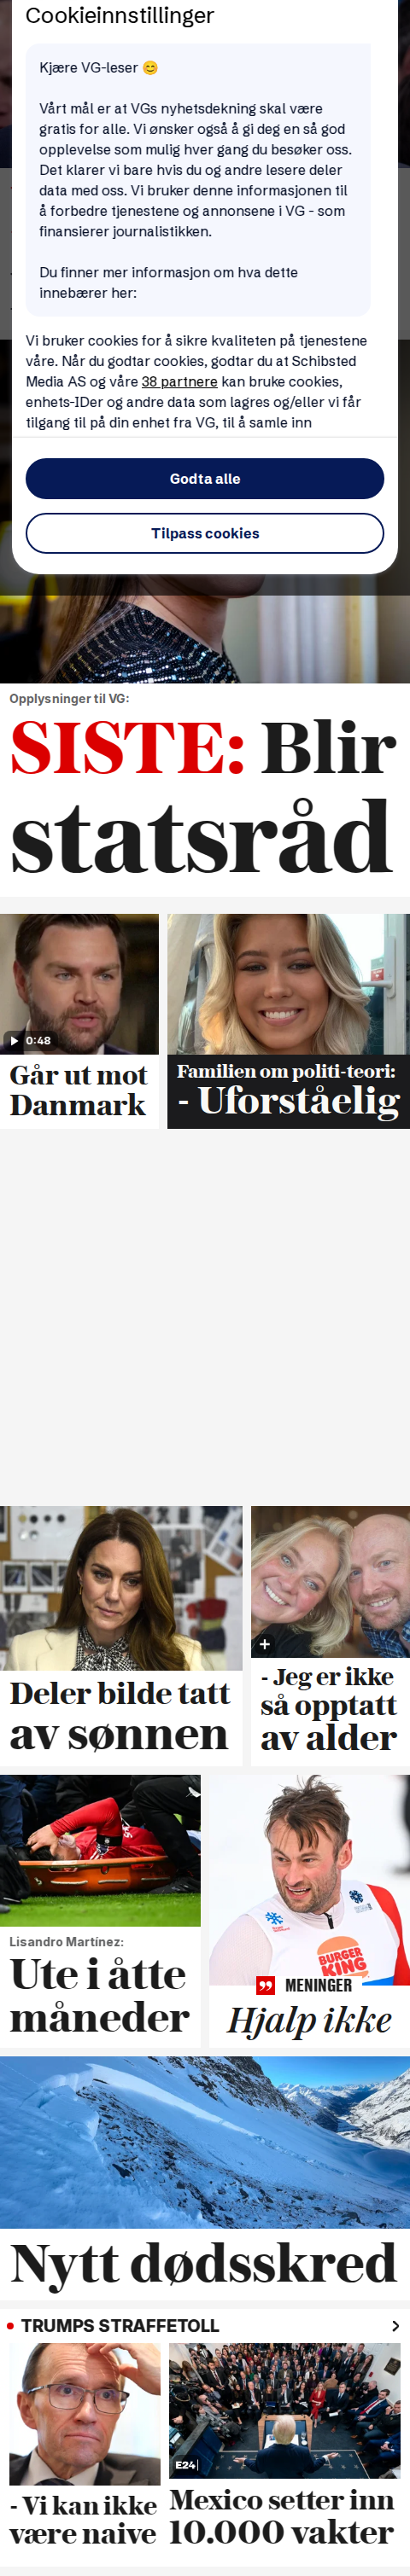 Cookieinnstillinger
Kjære VG-leser 😊
Vårt mål er at VGs nyhetsdekning skal være
gratis for alle. Vi ønsker også å gi deg en så god
opplevelse som mulig hver gang du besøker oss.
Det klarer vi bare hvis du og andre lesere deler
data med oss. Vi bruker denne informasjonen til
å forbedre tjenestene og annonsene i VG - som
finansierer journalistikken.
Du finner mer informasjon om hva dette
innebærer her:
Vi bruker cookies for å sikre kvaliteten på tjenestene
våre. Når du godtar cookies, godtar du at Schibsted
Media AS og våre 38 partnere kan bruke cookies,
enhets-IDer og andre data som lagres og/eller vi får
tilgang til på din enhet fra VG, til å samle inn
Godta alle
Tilpass cookies
Opplysninger til VG:
SISTE: Blir
statsråd
0:48
Går ut mot
Danmark
Familien om politi-teori:
- Uforståelig
Deler bilde tatt
av sønnen
- Jeg er ikke
så opptatt
av alder
Lisandro Martínez:
Ute i åtte
måneder
BURGER
KING
MENINGER
Hjalp ikke
Nytt dødsskred
TRUMPS STRAFFETOLL
- Vi kan ikke
være naive
E24
Mexico setter inn
10.000 vakter